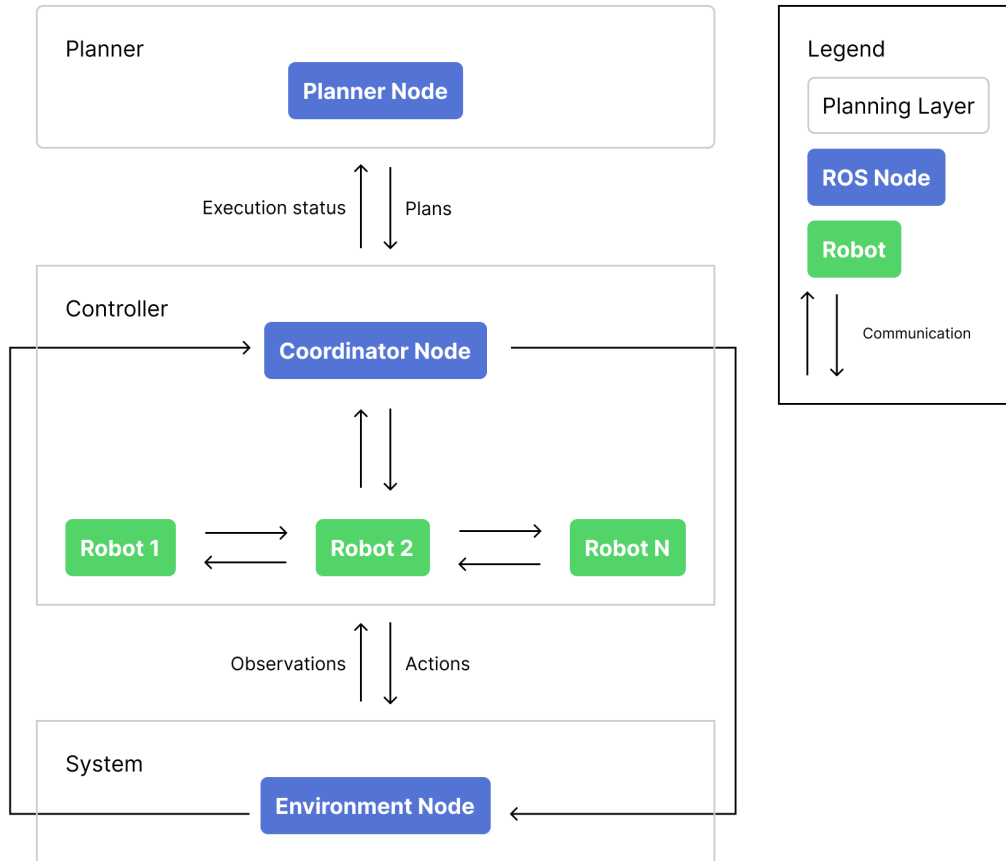 Planner
Planner Node
Execution status
Plans
Controller
Coordinator Node
Robot 1
Robot 2
Robot N
Observations
Actions
System
Environment Node
Legend
Planning Layer
ROS Node
Robot
Communication